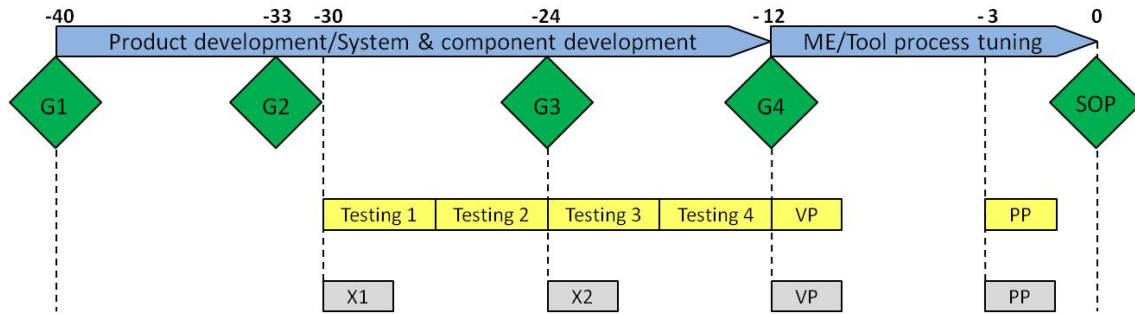 -40 -33 -30 -24 - 12 - 3 0
Product development/System & component development ME/Tool process tuning
G1 G2 G3 G4 SOP
Testing 1 Testing 2 Testing 3 Testing 4 VP PP
X1 X2 VP PP